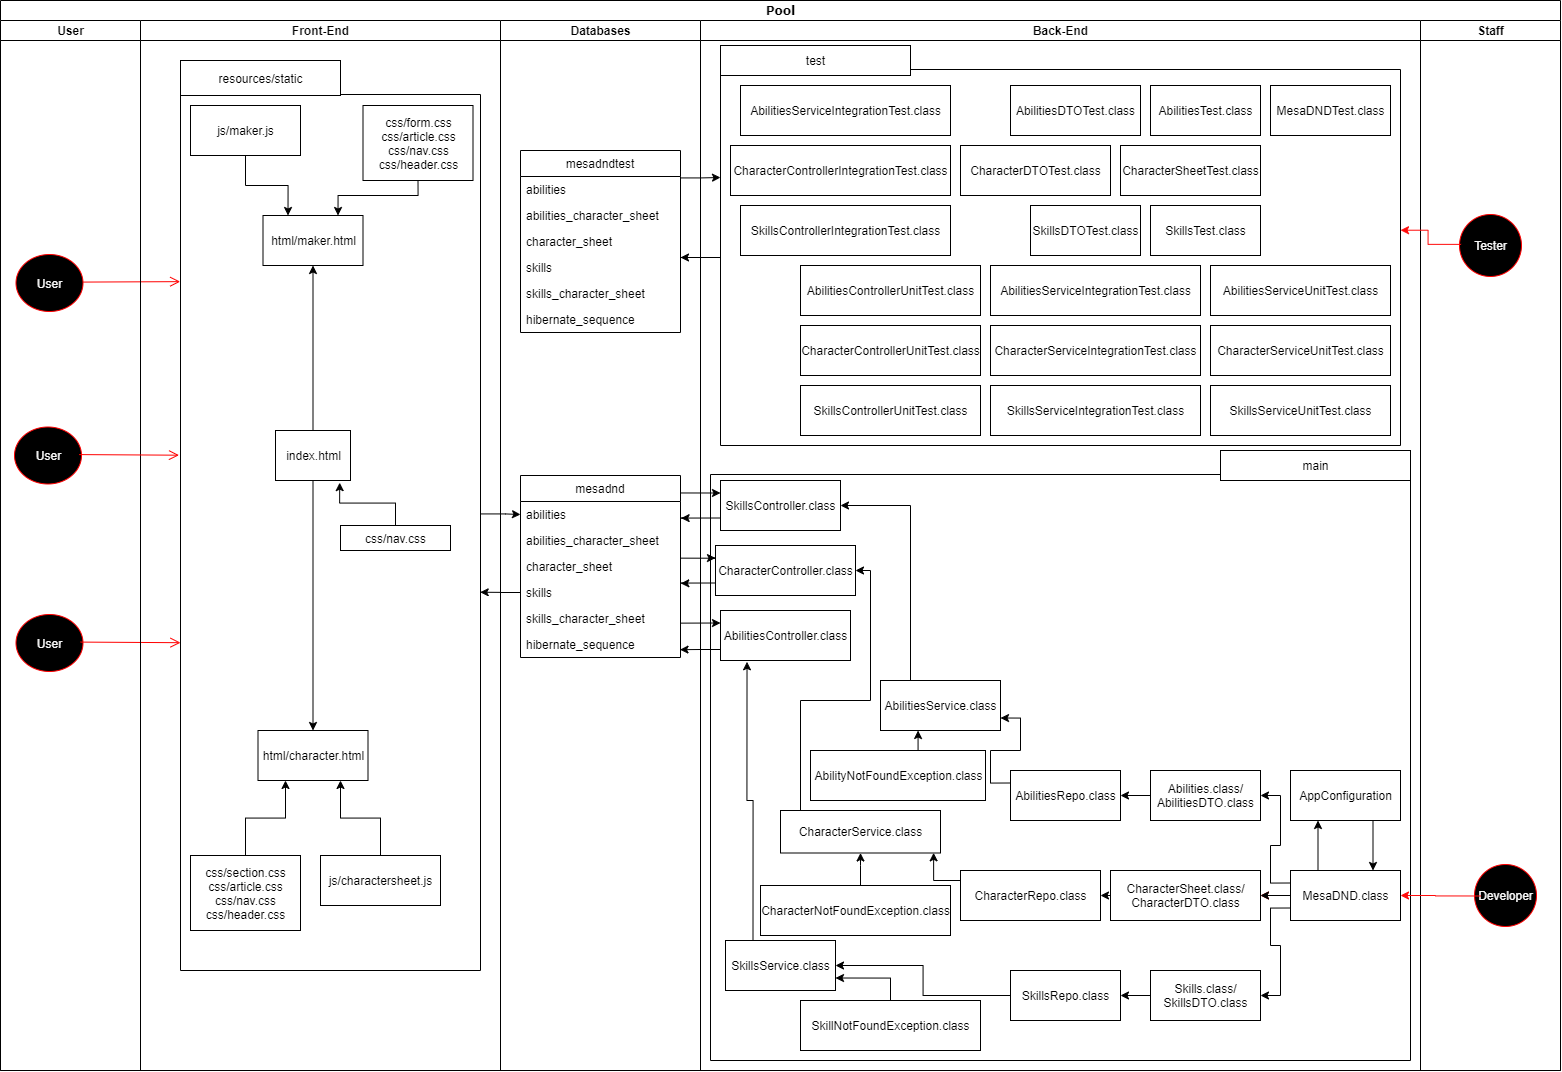 Pool
User
Front-End
Databases
Back-End
Staff
User
User
User
resources/static
js/maker.js
css/form.css
css/article.css
css/nav.css
css/header.css
html/maker.html
index.html
css/nav.css
html/character.html
css/section.css
css/article.css
css/nav.css
css/header.css
js/charactersheet.js
mesadndtest
abilities
abilities_character_sheet
character_sheet
skills
skills_character_sheet
hibernate_sequence
mesadnd
abilities
abilities_character_sheet
character_sheet
skills
skills_character_sheet
hibernate_sequence
test
AbilitiesServiceIntegrationTest.class
AbilitiesDTOTest.class
AbilitiesTest.class
MesaDNDTest.class
CharacterControllerIntegrationTest.class
CharacterDTOTest.class
CharacterSheetTest.class
SkillsControllerIntegrationTest.class
SkillsDTOTest.class
SkillsTest.class
AbilitiesControllerUnitTest.class
AbilitiesServiceIntegrationTest.class
AbilitiesServiceUnitTest.class
CharacterControllerUnitTest.class
CharacterServiceIntegrationTest.class
CharacterServiceUnitTest.class
SkillsControllerUnitTest.class
SkillsServiceIntegrationTest.class
SkillsServiceUnitTest.class
main
SkillsController.class
CharacterController.class
AbilitiesController.class
AbilitiesService.class
AbilityNotFoundException.class
AbilitiesRepo.class
Abilities.class/
AbilitiesDTO.class
AppConfiguration
CharacterService.class
CharacterNotFoundException.class
CharacterRepo.class
CharacterSheet.class/
CharacterDTO.class
MesaDND.class
SkillsService.class
SkillNotFoundException.class
SkillsRepo.class
Skills.class/
SkillsDTO.class
Tester
Developer